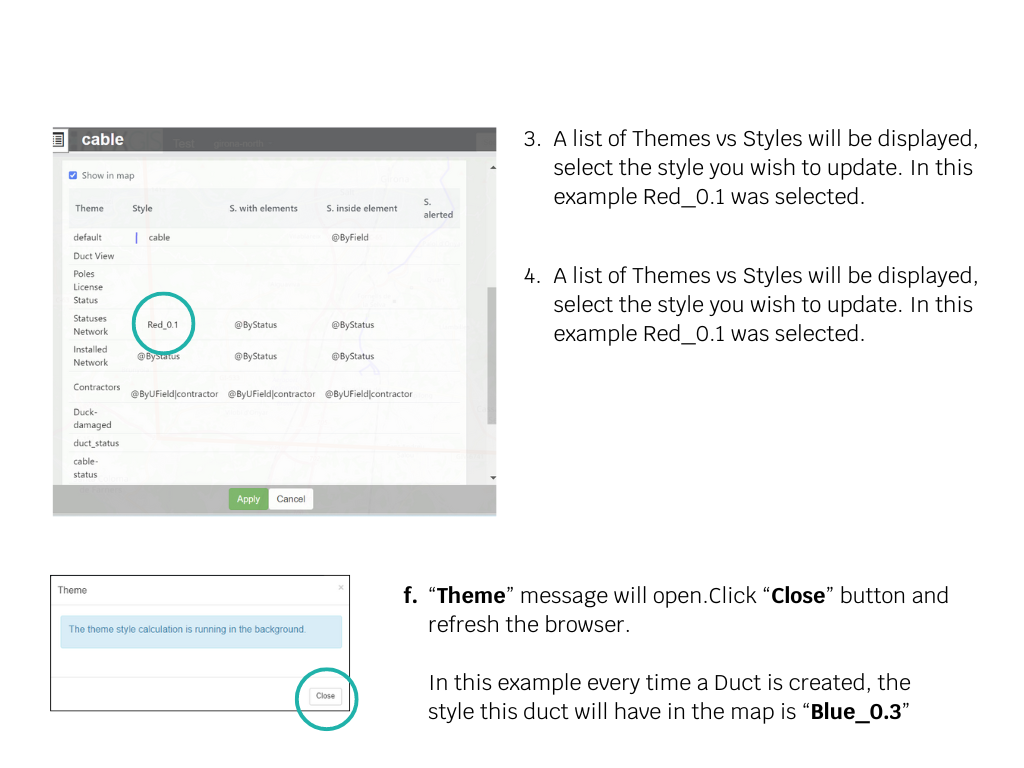 cable
Test
Show in map
Theme Style S. with elements S. inside element S. alerted
default cable @ByField
Duct View
Poles
License
Status
Statuses
Network Red_0.1 @ByStatus @ByStatus
Installed
Network @ByStatus @ByStatus @ByStatus
Contractors @ByUField|contractor @ByUField|contractor @ByUField|contractor
Duck-
damaged
duct_status
cable-
status
Apply Cancel
3. A list of Themes vs Styles will be displayed,
select the style you wish to update. In this
example Red_0.1 was selected.
4. A list of Themes vs Styles will be displayed,
select the style you wish to update. In this
example Red_0.1 was selected.
Theme ×
The theme style calculation is running in the background.
Close
f. “Theme” message will open.Click “Close” button and
refresh the browser.
In this example every time a Duct is created, the
style this duct will have in the map is “Blue_0.3”